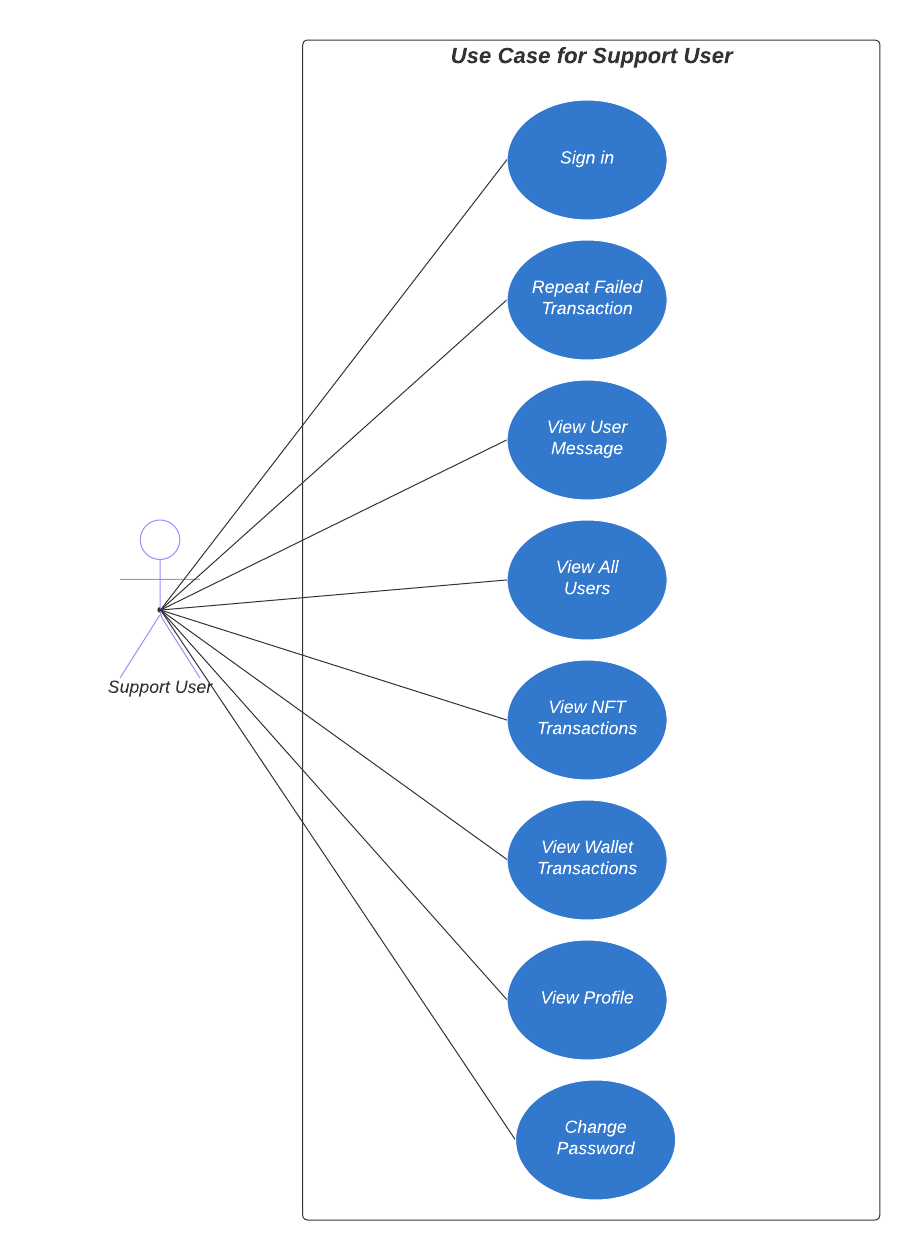 Use Case for Support User
Sign in
Repeat Failed
Transaction
View User
Message
View All
Users
Support User
View NFT
Transactions
View Wallet
Transactions
View Profile
Change
Password